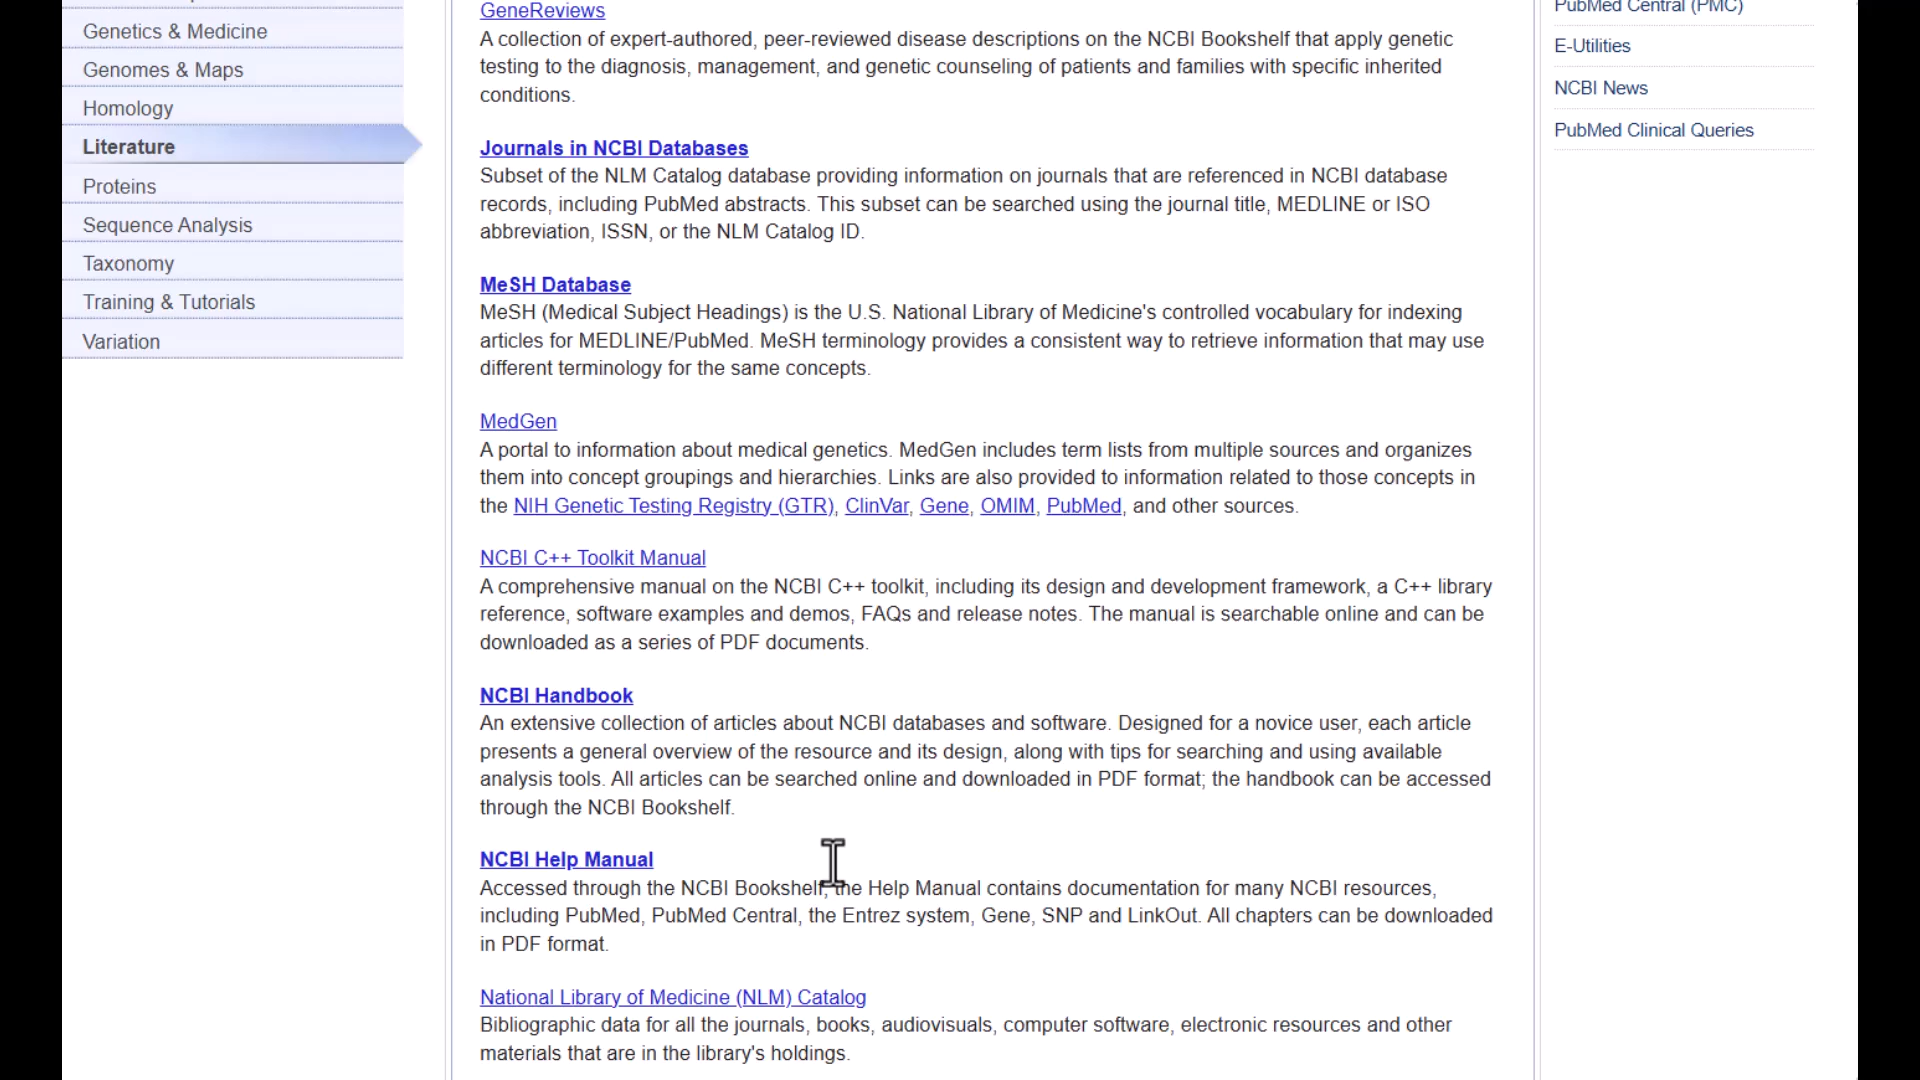 Genetics & Medicine
Genomes & Maps
Homology
Literature
Proteins
Sequence Analysis
Taxonomy
Training & Tutorials
Variation
GeneReviews
A collection of expert-authored, peer-reviewed disease descriptions on the NCBI Bookshelf that apply genetic
testing to the diagnosis, management, and genetic counseling of patients and families with specific inherited
conditions.
Journals in NCBI Databases
Subset of the NLM Catalog database providing information on journals that are referenced in NCBI database
records, including PubMed abstracts. This subset can be searched using the journal title, MEDLINE or ISO
abbreviation, ISSN, or the NLM Catalog ID.
MeSH Database
MeSH (Medical Subject Headings) is the U.S. National Library of Medicine's controlled vocabulary for indexing
articles for MEDLINE/PubMed. MeSH terminology provides a consistent way to retrieve information that may use
different terminology for the same concepts.
MedGen
A portal to information about medical genetics. MedGen includes term lists from multiple sources and organizes
them into concept groupings and hierarchies. Links are also provided to information related to those concepts in
the NIH Genetic Testing Registry (GTR), ClinVar, Gene, OMIM, PubMed, and other sources.
NCBI C++ Toolkit Manual
A comprehensive manual on the NCBI C++ toolkit, including its design and development framework, a C++ library
reference, software examples and demos, FAQs and release notes. The manual is searchable online and can be
downloaded as a series of PDF documents.
NCBI Handbook
An extensive collection of articles about NCBI databases and software. Designed for a novice user, each article
presents a general overview of the resource and its design, along with tips for searching and using available
analysis tools. All articles can be searched online and downloaded in PDF format; the handbook can be accessed
through the NCBI Bookshelf.
NCBI Help Manual
Accessed through the NCBI Bookshelf, the Help Manual contains documentation for many NCBI resources,
including PubMed, PubMed Central, the Entrez system, Gene, SNP and LinkOut. All chapters can be downloaded
in PDF format.
National Library of Medicine (NLM) Catalog
Bibliographic data for all the journals, books, audiovisuals, computer software, electronic resources and other
materials that are in the library's holdings.
PubMed Central (PMC)
E-Utilities
NCBI News
PubMed Clinical Queries